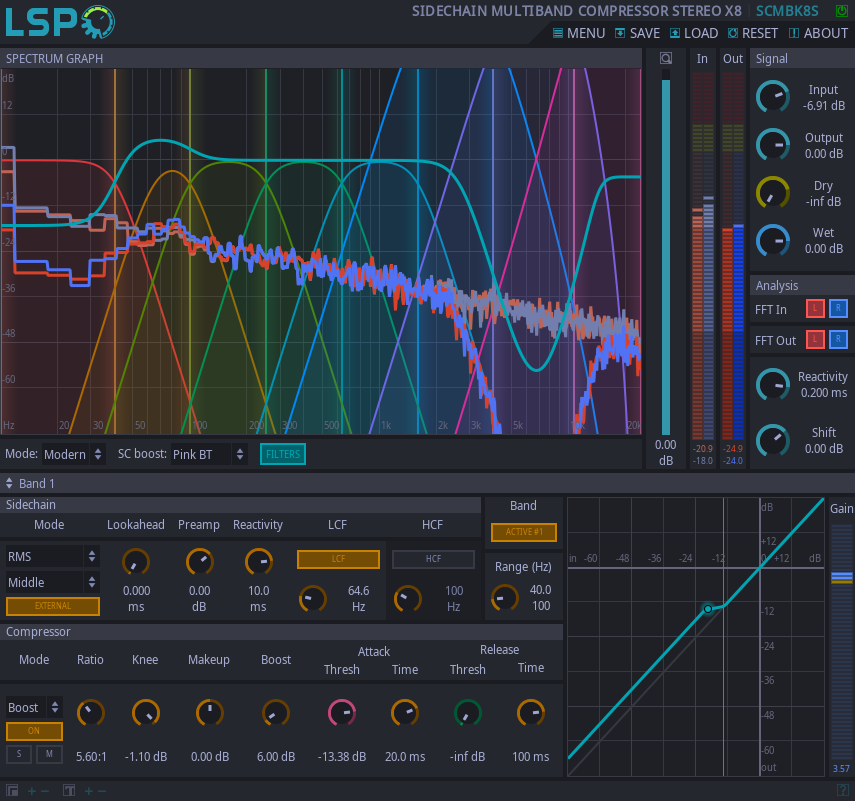 LSP
SIDECHAIN MULTIBAND COMPRESSOR STEREO X8 SCMBK8S
MENU SAVE LOAD RESET ABOUT
SPECTRUM GRAPH
In Out
Signal
dB
12
0
-12
-24
-36
-48
-60
Hz 20 30 50 100 200 300 500 1k 2k 3k 5k 20k
0.00
dB
-20.9 -24.9
-18.0 -24.0
Input
-6.91 dB
Output
0.00 dB
Dry
-inf dB
Wet
0.00 dB
Analysis
FFT In L R
FFT Out L R
Reactivity
0.200 ms
Shift
0.00 dB
Mode: Modern SC boost: Pink BT FILTERS
Band 1
Sidechain
Mode Lookahead Preamp Reactivity LCF HCF
RMS
Middle
EXTERNAL
0.000
ms
0.00
dB
10.0
ms
LCF
64.6
Hz
HCF
100
Hz
Band
ACTIVE #1
Range (Hz)
40.0
100
Compressor
Mode Ratio Knee Makeup Boost
Attack
Thresh Time
Release
Thresh Time
Boost
ON
S M
5.60:1 -1.10 dB 0.00 dB 6.00 dB -13.38 dB 20.0 ms -inf dB 100 ms
dB
+12
in -60 -48 -36 -24 -12 0 +12 dB
-12
-24
-36
-48
-60
out
Gain
3.57
T
?